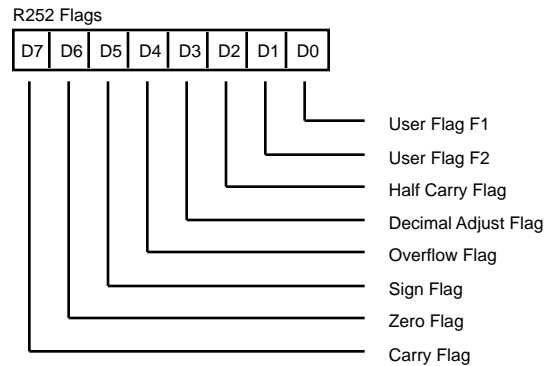 R252 Flags
D7 D6 D5 D4 D3 D2 D1 D0
User Flag F1
User Flag F2
Half Carry Flag
Decimal Adjust Flag
Overflow Flag
Sign Flag
Zero Flag
Carry Flag